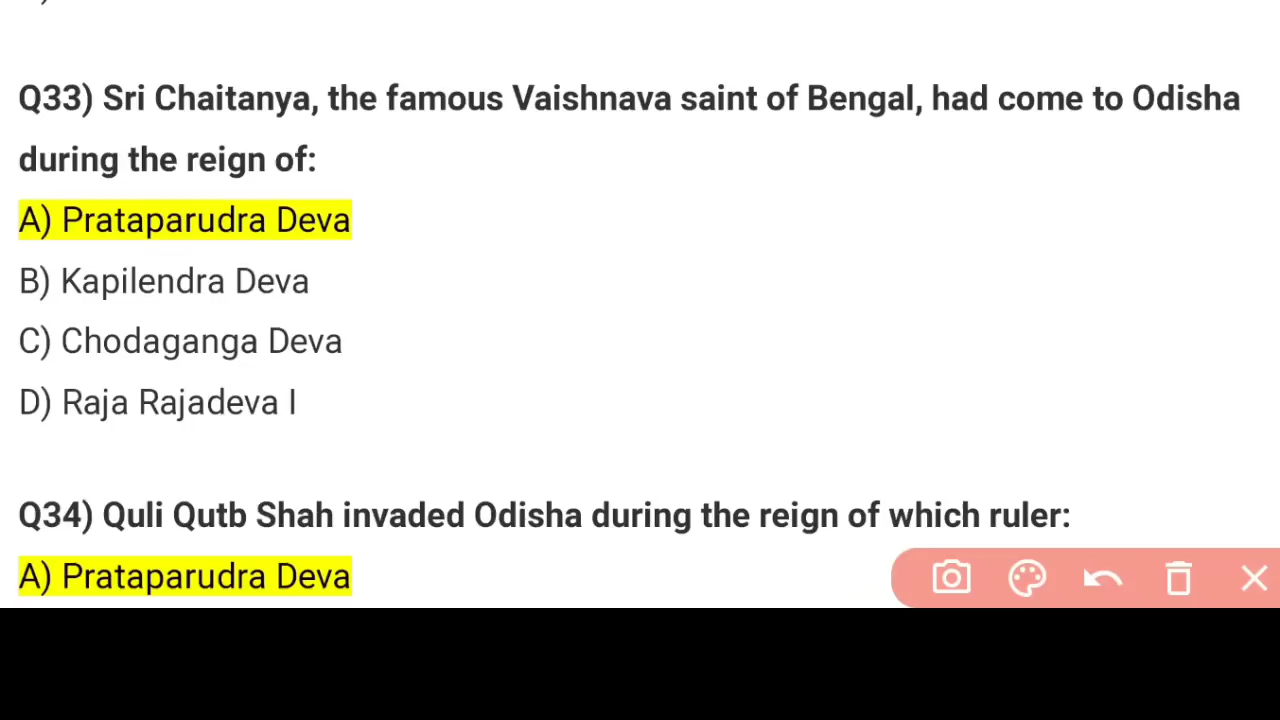 Q33) Sri Chaitanya, the famous Vaishnava saint of Bengal, had come to Odisha
during the reign of:
A) Prataparudra Deva
B) Kapilendra Deva
C) Chodaganga Deva
D) Raja Rajadeva I
Q34) Quli Qutb Shah invaded Odisha during the reign of which ruler:
A) Prataparudra Deva